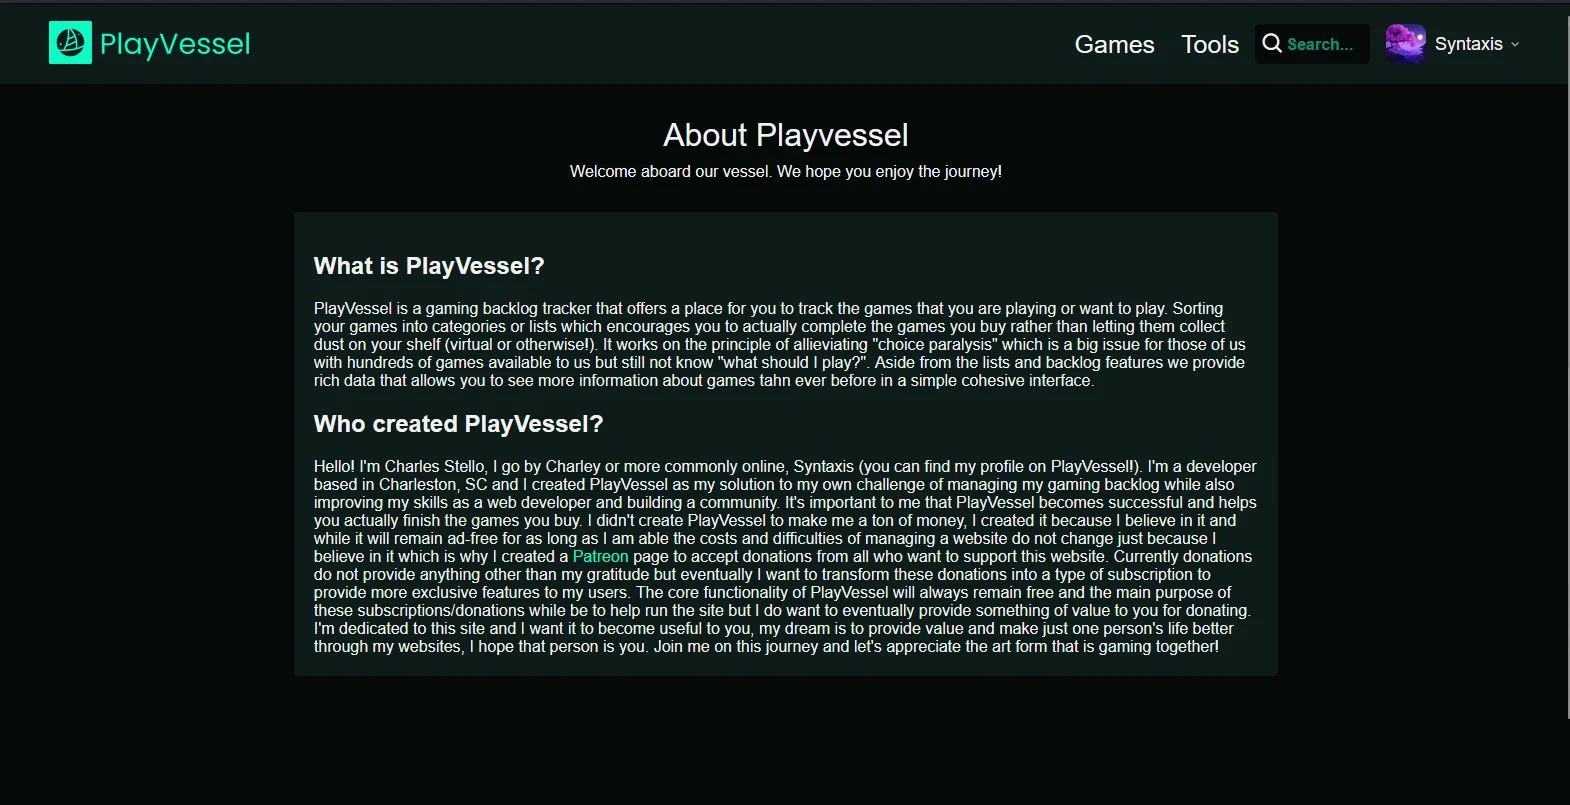 PlayVessel
Games
Tools
Search...
Syntaxis
About Playvessel
Welcome aboard our vessel. We hope you enjoy the journey!
What is PlayVessel?
PlayVessel is a gaming backlog tracker that offers a place for you to track the games that you are playing or want to play. Sorting
your games into categories or lists which encourages you to actually complete the games you buy rather than letting them collect
dust on your shelf (virtual or otherwise!). It works on the principle of allieviating "choice paralysis" which is a big issue for those of us
with hundreds of games available to us but still not know "what should I play?". Aside from the lists and backlog features we provide
rich data that allows you to see more information about games tahn ever before in a simple cohesive interface.
Who created PlayVessel?
Hello! I'm Charles Stello, I go by Charley or more commonly online, Syntaxis (you can find my profile on PlayVessel!). I'm a developer
based in Charleston, SC and I created PlayVessel as my solution to my own challenge of managing my gaming backlog while also
improving my skills as a web developer and building a community. It's important to me that PlayVessel becomes successful and helps
you actually finish the games you buy. I didn't create PlayVessel to make me a ton of money, I created it because I believe in it and
while it will remain ad-free for as long as I am able the costs and difficulties of managing a website do not change just because I
believe in it which is why I created a Patreon page to accept donations from all who want to support this website. Currently donations
do not provide anything other than my gratitude but eventually I want to transform these donations into a type of subscription to
provide more exclusive features to my users. The core functionality of PlayVessel will always remain free and the main purpose of
these subscriptions/donations while be to help run the site but I do want to eventually provide something of value to you for donating.
I'm dedicated to this site and I want it to become useful to you, my dream is to provide value and make just one person's life better
through my websites, I hope that person is you. Join me on this journey and let's appreciate the art form that is gaming together!